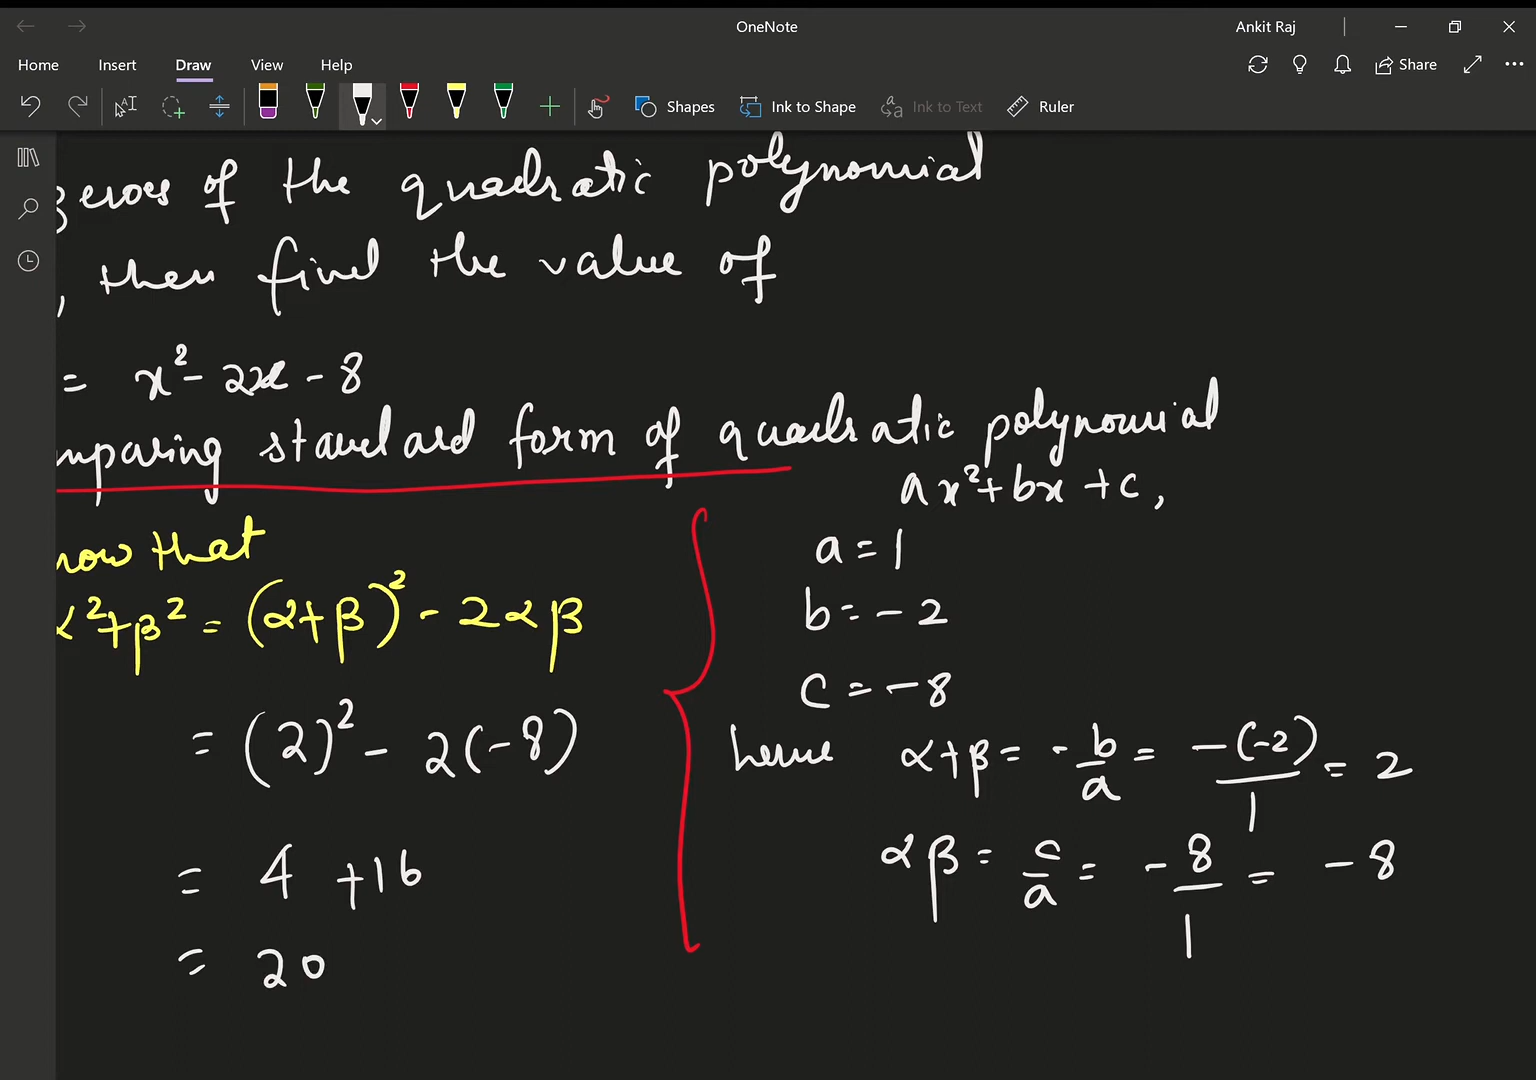 OneNote
Ankit Raj
Home Insert Draw View Help
Share
Shapes Ink to Shape Ink to Text Ruler
zeroes of the quadratic polynomial
, then find the value of
= x² - 2x - 8
mparing standard form of quadratic polynomial
ax² + bx + c,
now that
α² + β² = (α + β)² - 2αβ
= (2)² - 2(-8)
= 4 + 16
= 20
a = 1
b = - 2
c = - 8
hence α + β = - b/a = -(-2)/1 = 2
αβ = c/a = -8/1 = - 8